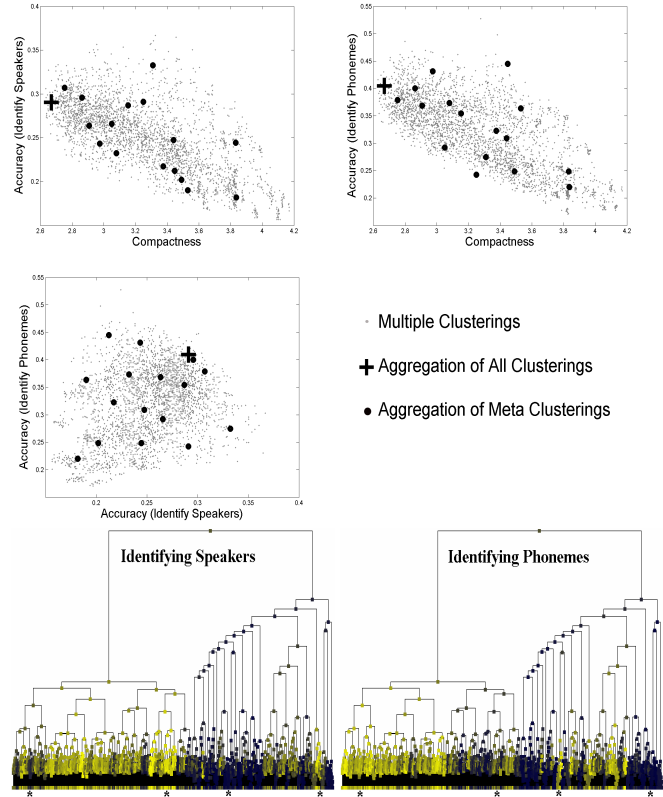 0.4
0.35
0.3
0.25
0.2
2.6 2.8 3 3.2 3.4 3.6 3.8 4 4.2
Compactness
Accuracy (Identify Speakers)
0.55
0.5
0.45
0.4
0.35
0.3
0.25
0.2
2.6 2.8 3 3.2 3.4 3.6 3.8 4 4.2
Compactness
Accuracy (Identify Phonemes)
0.55
0.5
0.45
0.4
0.35
0.3
0.25
0.2
0.2 0.25 0.3 0.35 0.4
Accuracy (Identify Speakers)
Accuracy (Identify Phonemes)
Multiple Clusterings
Aggregation of All Clusterings
Aggregation of Meta Clusterings
Identifying Speakers
* * * *
Identifying Phonemes
* * * *